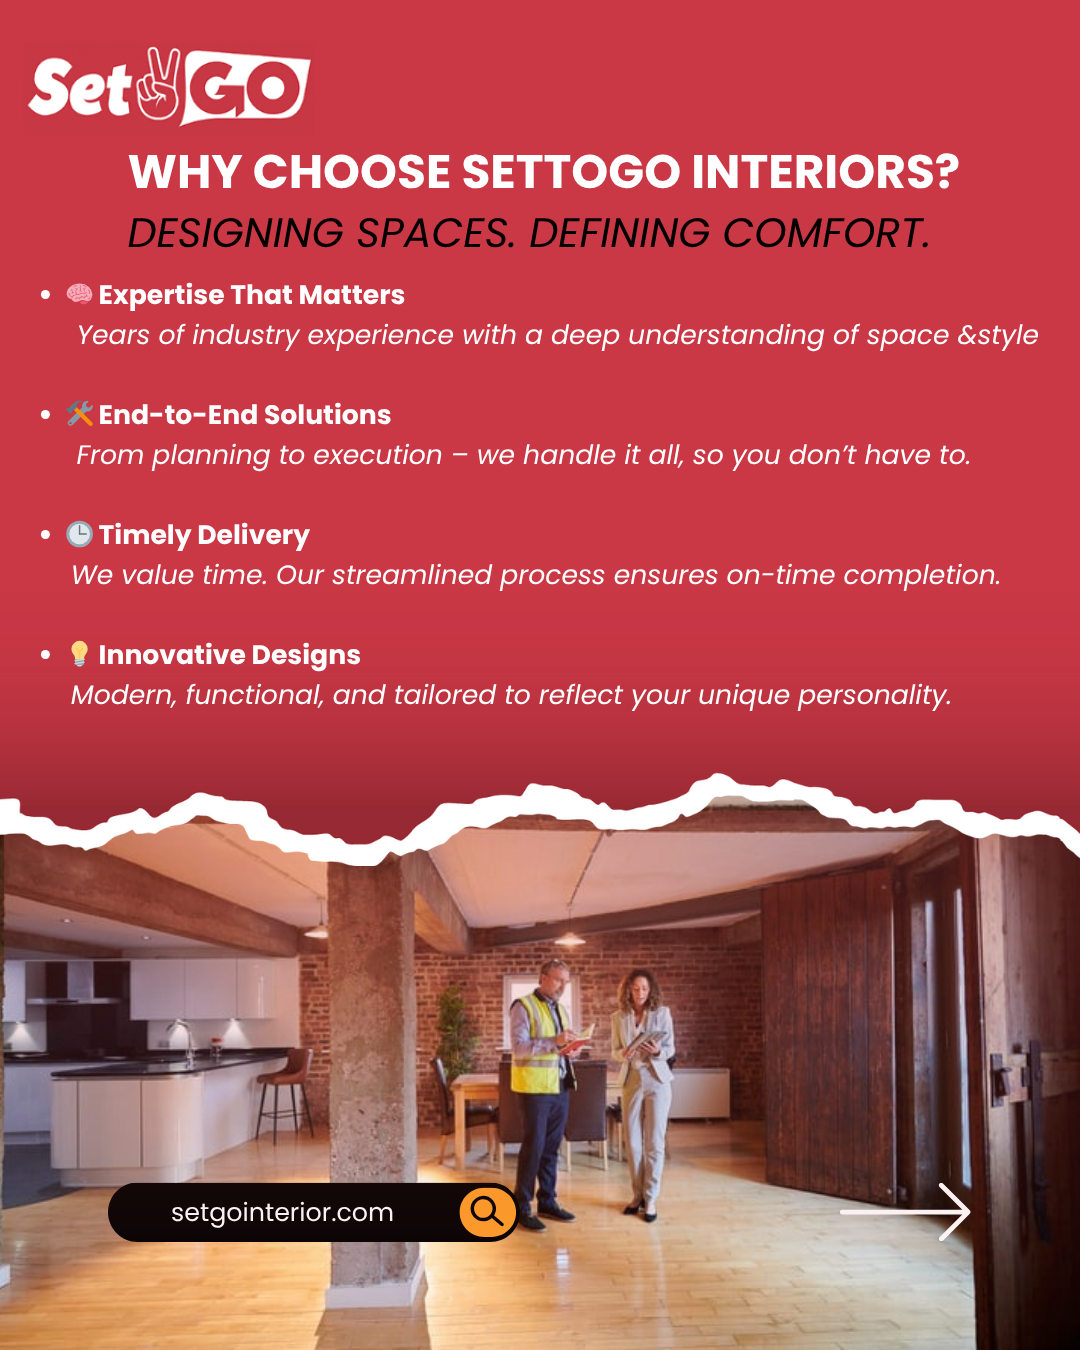 Set✌GO
WHY CHOOSE SETTOGO INTERIORS?
DESIGNING SPACES. DEFINING COMFORT.
• 🧠 Expertise That Matters
Years of industry experience with a deep understanding of space &style
• 🛠 End-to-End Solutions
From planning to execution – we handle it all, so you don’t have to.
• 🕒 Timely Delivery
We value time. Our streamlined process ensures on-time completion.
• 💡 Innovative Designs
Modern, functional, and tailored to reflect your unique personality.
setgointerior.com